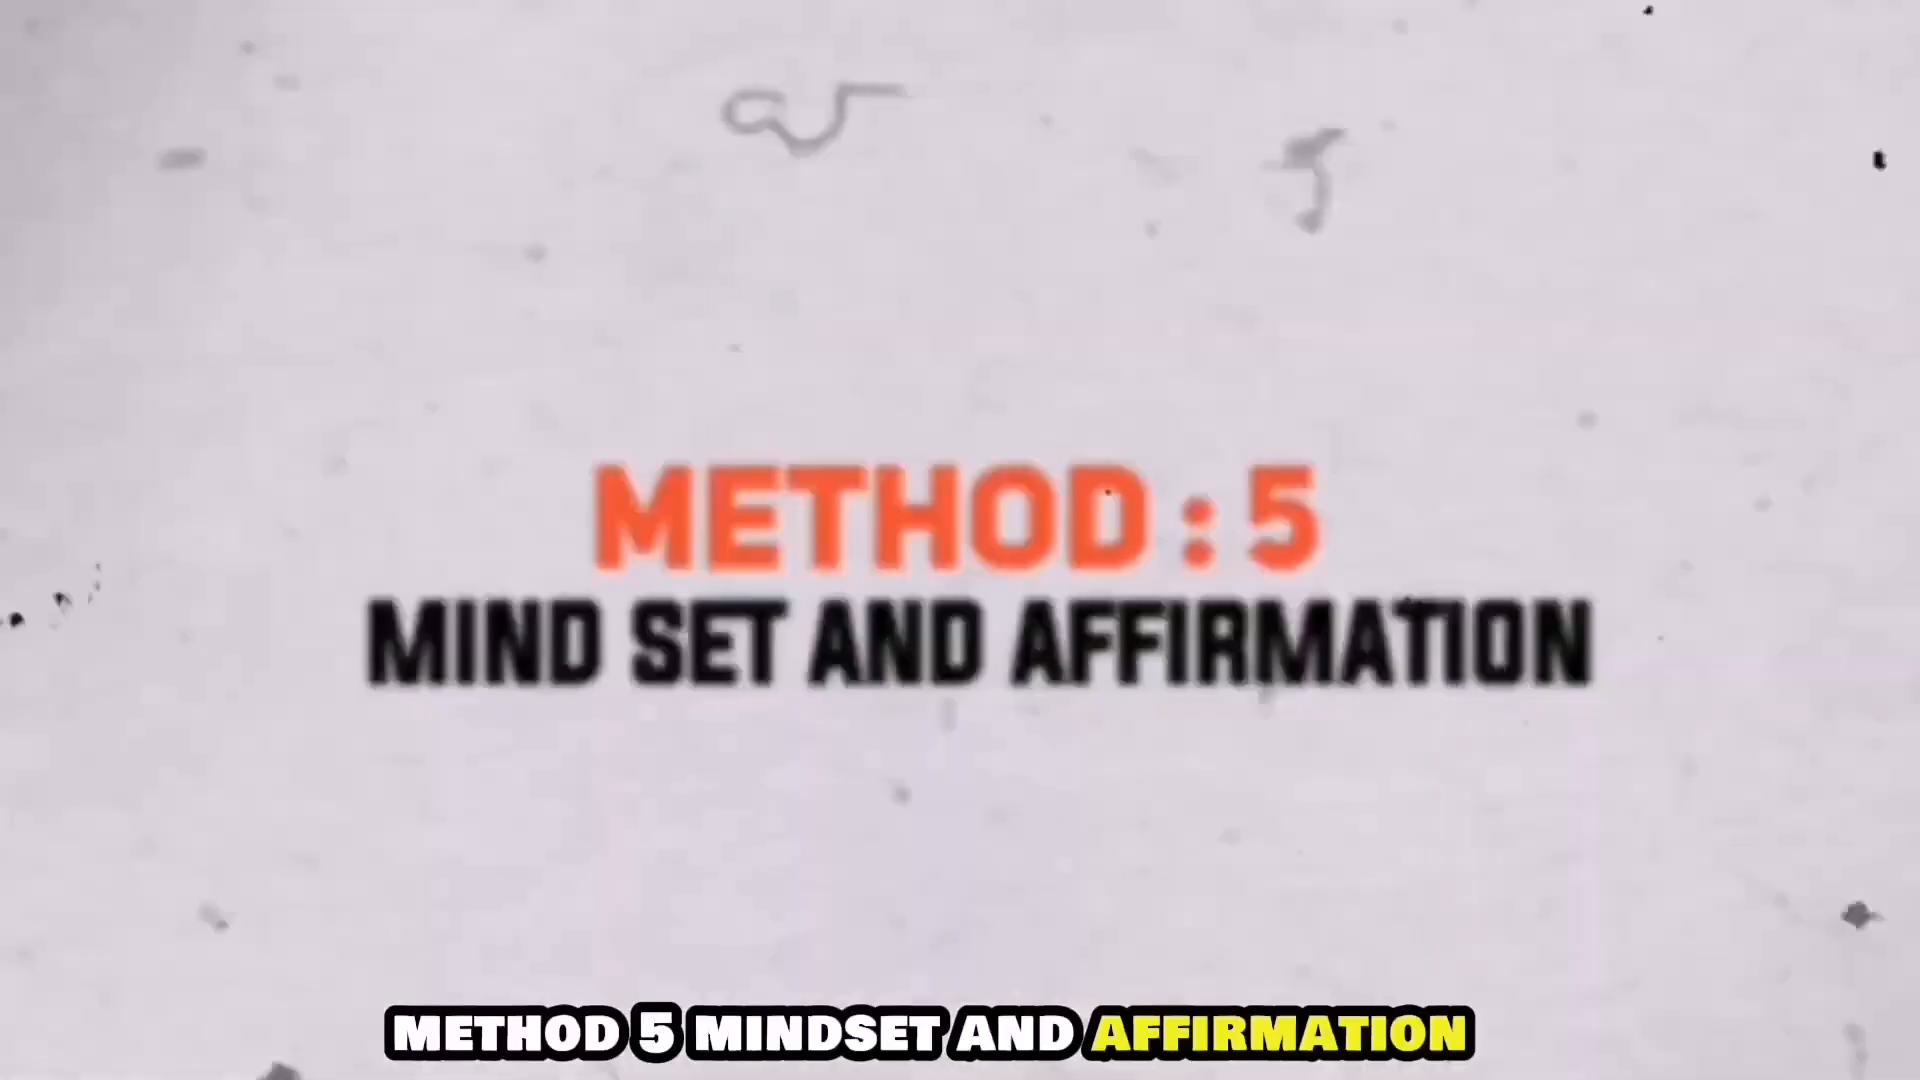 METHOD : 5
MIND SET AND AFFIRMATION
METHOD 5 MINDSET AND AFFIRMATION